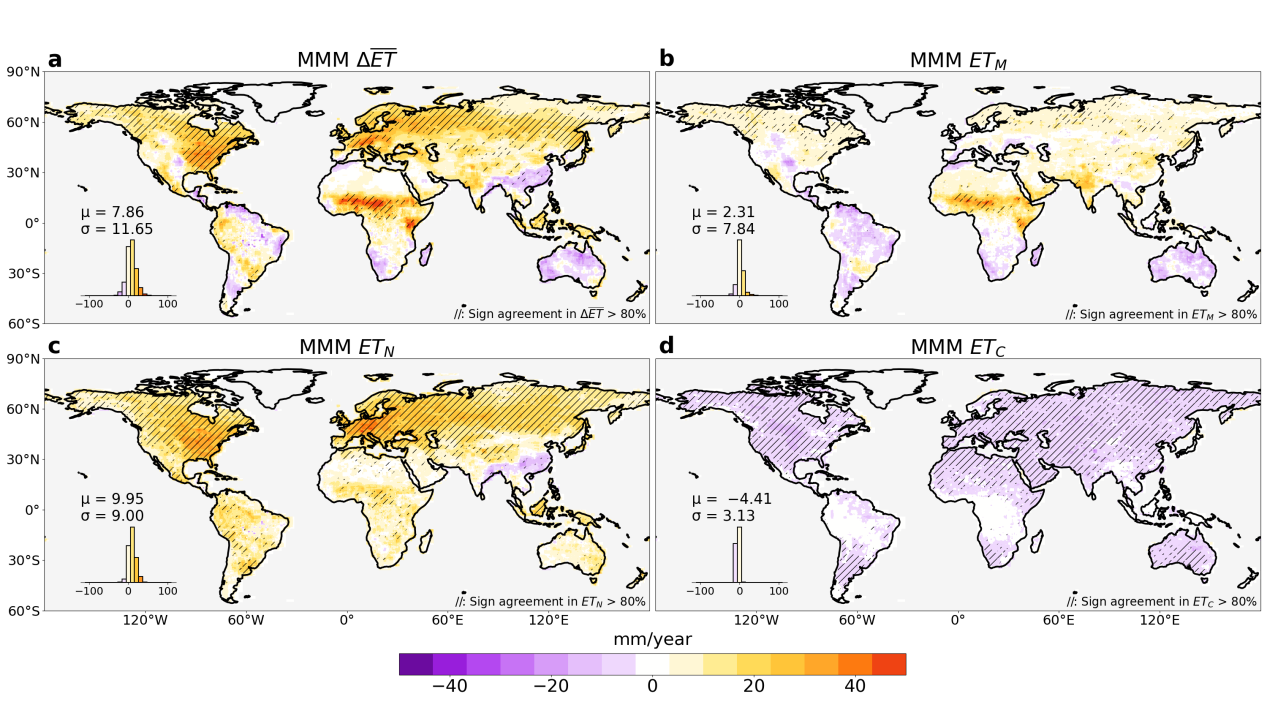 a MMM ΔE̅T̅ b MMM ET_M
90°N
60°N
30°N
0°
30°S
60°S
μ = 7.86
σ = 11.65
−100 0 100
//: Sign agreement in ΔE̅T̅ > 80%
μ = 2.31
σ = 7.84
−100 0 100
//: Sign agreement in ET_M > 80%
c MMM ET_N d MMM ET_C
90°N
60°N
30°N
0°
30°S
60°S
μ = 9.95
σ = 9.00
−100 0 100
//: Sign agreement in ET_N > 80%
μ = −4.41
σ = 3.13
−100 0 100
//: Sign agreement in ET_C > 80%
120°W 60°W 0° 60°E 120°E 120°W 60°W 0° 60°E 120°E
mm/year
−40 −20 0 20 40